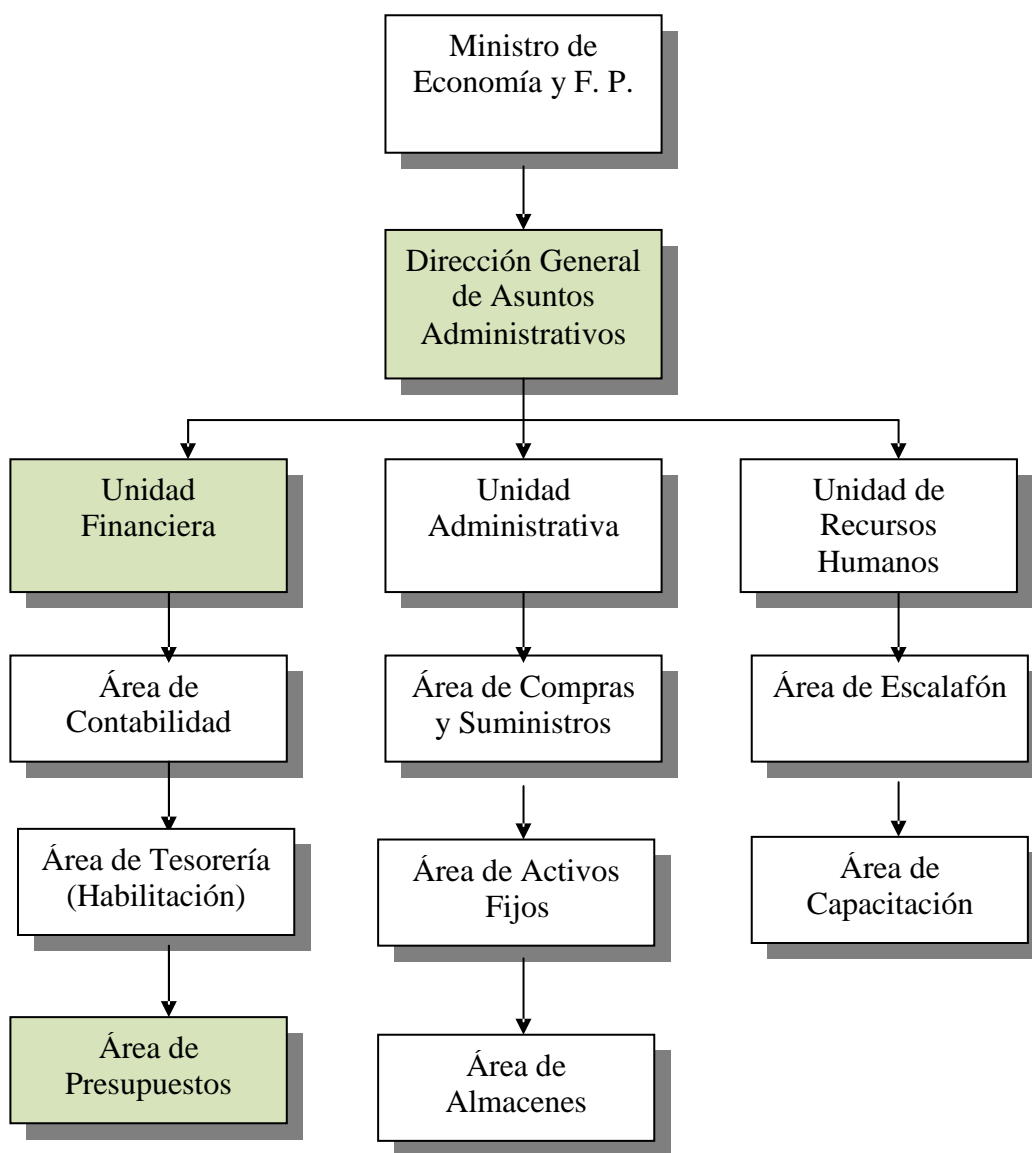 Ministro de
Economía y F. P.
Dirección General
de Asuntos
Administrativos
Unidad
Financiera
Unidad
Administrativa
Unidad de
Recursos
Humanos
Área de
Contabilidad
Área de Compras
y Suministros
Área de Escalafón
Área de Tesorería
(Habilitación)
Área de Activos
Fijos
Área de
Capacitación
Área de
Presupuestos
Área de
Almacenes